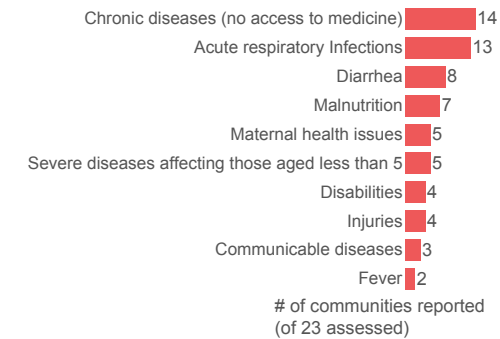 Chronic diseases (no access to medicine) 14
Acute respiratory Infections 13
Diarrhea 8
Malnutrition 7
Maternal health issues 5
Severe diseases affecting those aged less than 5 5
Disabilities 4
Injuries 4
Communicable diseases 3
Fever 2
# of communities reported
(of 23 assessed)